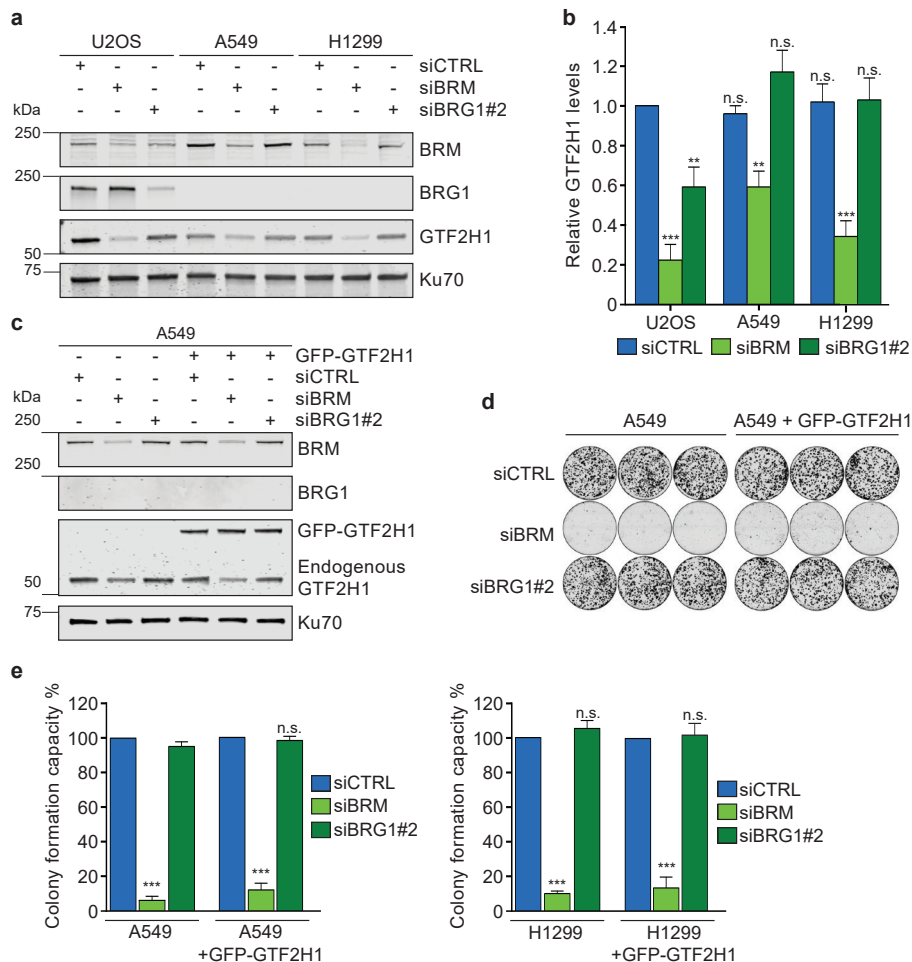 a
U2OS A549 H1299
+ - - + - - + - - siCTRL
- + - - + - - + - siBRM
- - + - - + - - + siBRG1#2
kDa
250
BRM
250
BRG1
GTF2H1
50
75
Ku70
b
Relative GTF2H1 levels
1.4
1.2
1.0
0.8
0.6
0.4
0.2
0
*** ** n.s. ** n.s. n.s. *** n.s.
U2OS A549 H1299
siCTRL siBRM siBRG1#2
c
A549
- - - + + + GFP-GTF2H1
+ - - + - - siCTRL
- + - - + - siBRM
- - + - - + siBRG1#2
kDa
250
BRM
250
BRG1
GFP-GTF2H1
Endogenous
50
GTF2H1
75
Ku70
d
A549 A549 + GFP-GTF2H1
siCTRL
siBRM
siBRG1#2
e
Colony formation capacity %
120
100
80
60
40
20
0
*** *** n.s.
A549 A549
+GFP-GTF2H1
siCTRL
siBRM
siBRG1#2
Colony formation capacity %
120
100
80
60
40
20
0
*** n.s. *** n.s.
H1299 H1299
+GFP-GTF2H1
siCTRL
siBRM
siBRG1#2